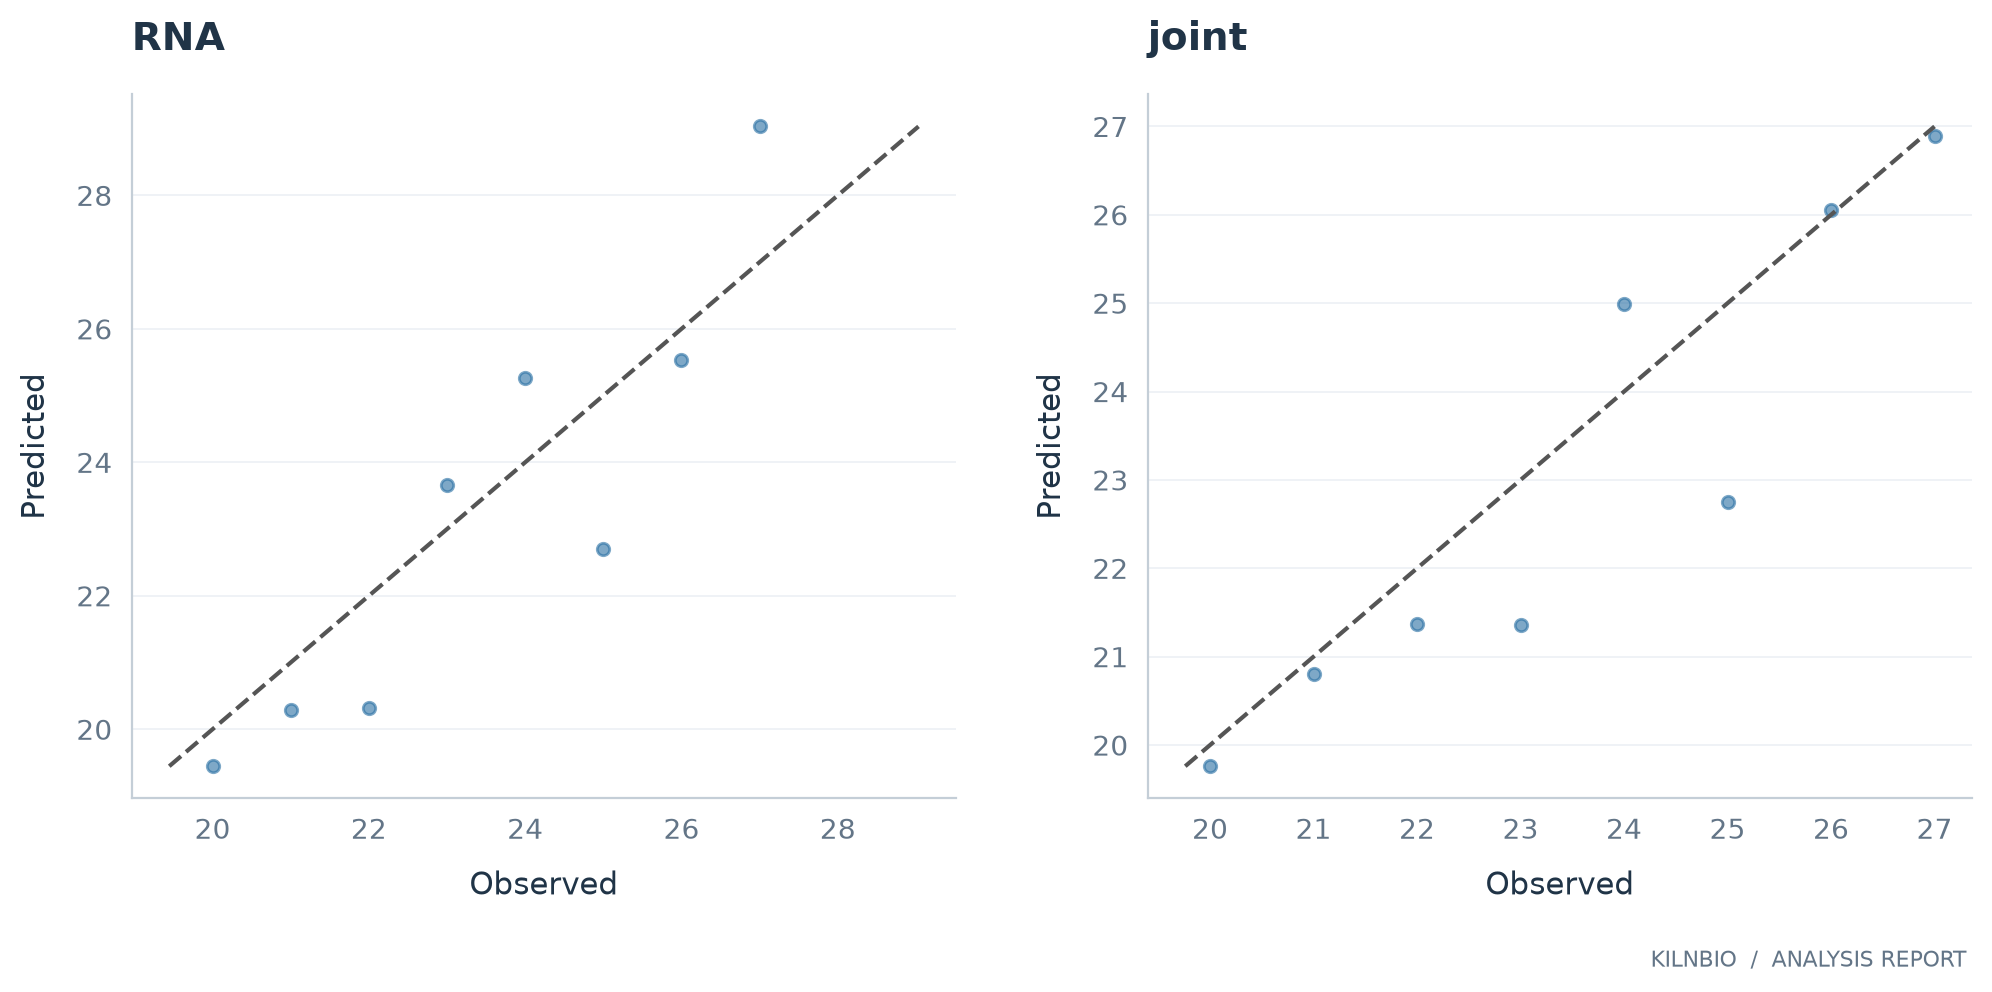 RNA
28
26
24
22
20
Predicted
20 22 24 26 28
Observed
joint
27
26
25
24
23
22
21
20
Predicted
20 21 22 23 24 25 26 27
Observed
KILNBIO / ANALYSIS REPORT